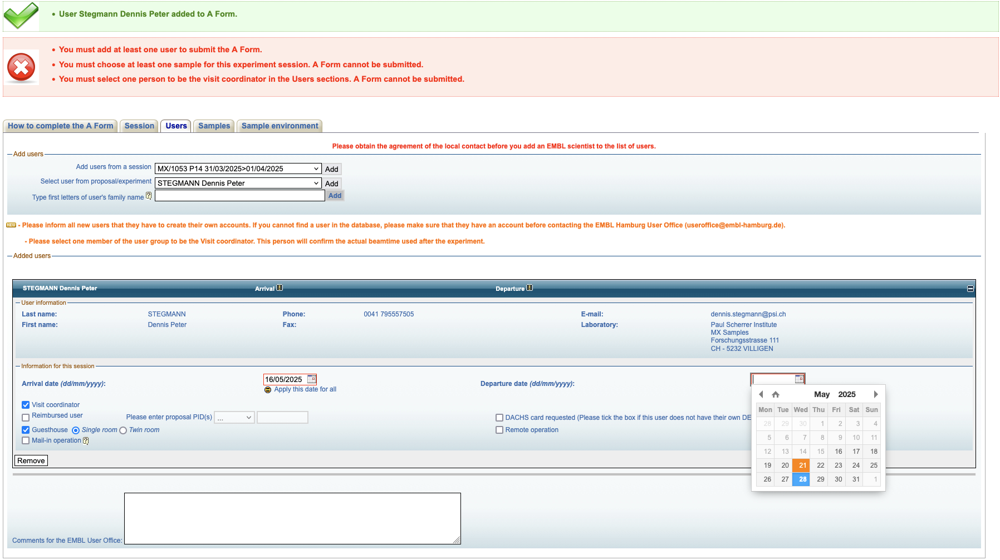 • User Stegmann Dennis Peter added to A Form.
• You must add at least one user to submit the A Form.
• You must choose at least one sample for this experiment session. A Form cannot be submitted.
• You must select one person to be the visit coordinator in the Users sections. A Form cannot be submitted.
How to complete the A Form Session Users Samples Sample environment
Please obtain the agreement of the local contact before you add an EMBL scientist to the list of users.
Add users
Add users from a session MX/1053 P14 31/03/2025>01/04/2025 Add
Select user from proposal/experiment STEGMANN Dennis Peter Add
Type first letters of user's family name ? Add
NEW - Please inform all new users that they have to create their own accounts. If you cannot find a user in the database, please make sure that they have an account before contacting the EMBL Hamburg User Office (useroffice@embl-hamburg.de).
- Please select one member of the user group to be the Visit coordinator. This person will confirm the actual beamtime used after the experiment.
Added users
STEGMANN Dennis Peter Arrival ! Departure !
User information
Last name: STEGMANN Phone: 0041 795557505 E-mail: dennis.stegmann@psi.ch
First name: Dennis Peter Fax: Laboratory: Paul Scherrer Institute
MX Samples
Forschungsstrasse 111
CH - 5232 VILLIGEN
Information for this session
Arrival date (dd/mm/yyyy): 16/05/2025 Departure date (dd/mm/yyyy):
Apply this date for all
Visit coordinator
Reimbursed user Please enter proposal PID(s) ... DACHS card requested (Please tick the box if this user does not have their own DE
Guesthouse Single room Twin room Remote operation
Mail-in operation ?
Remove
May 2025
Mon Tue Wed Thu Fri Sat Sun
28 29 30 1 2 3 4
5 6 7 8 9 10 11
12 13 14 15 16 17 18
19 20 21 22 23 24 25
26 27 28 29 30 31 1
Comments for the EMBL User Office: